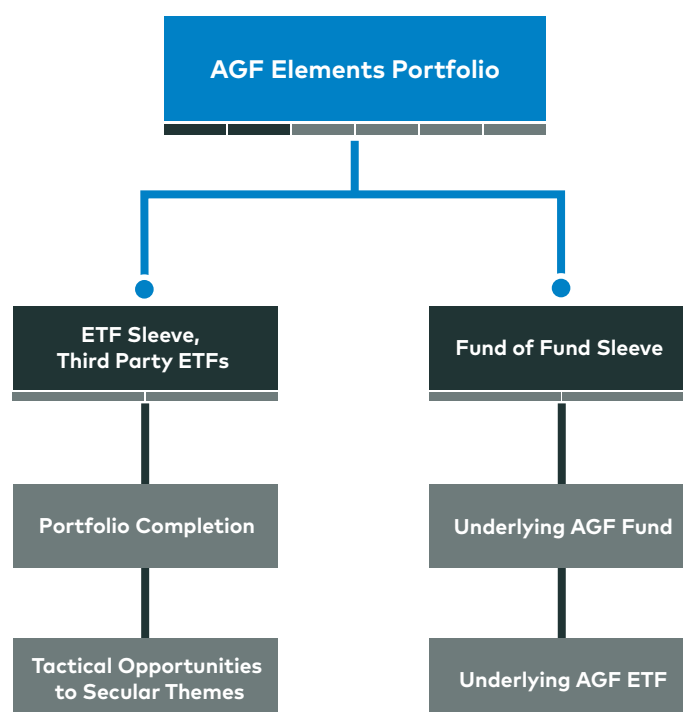 AGF Elements Portfolio
ETF Sleeve,
Third Party ETFs
Fund of Fund Sleeve
Portfolio Completion
Underlying AGF Fund
Tactical Opportunities
to Secular Themes
Underlying AGF ETF